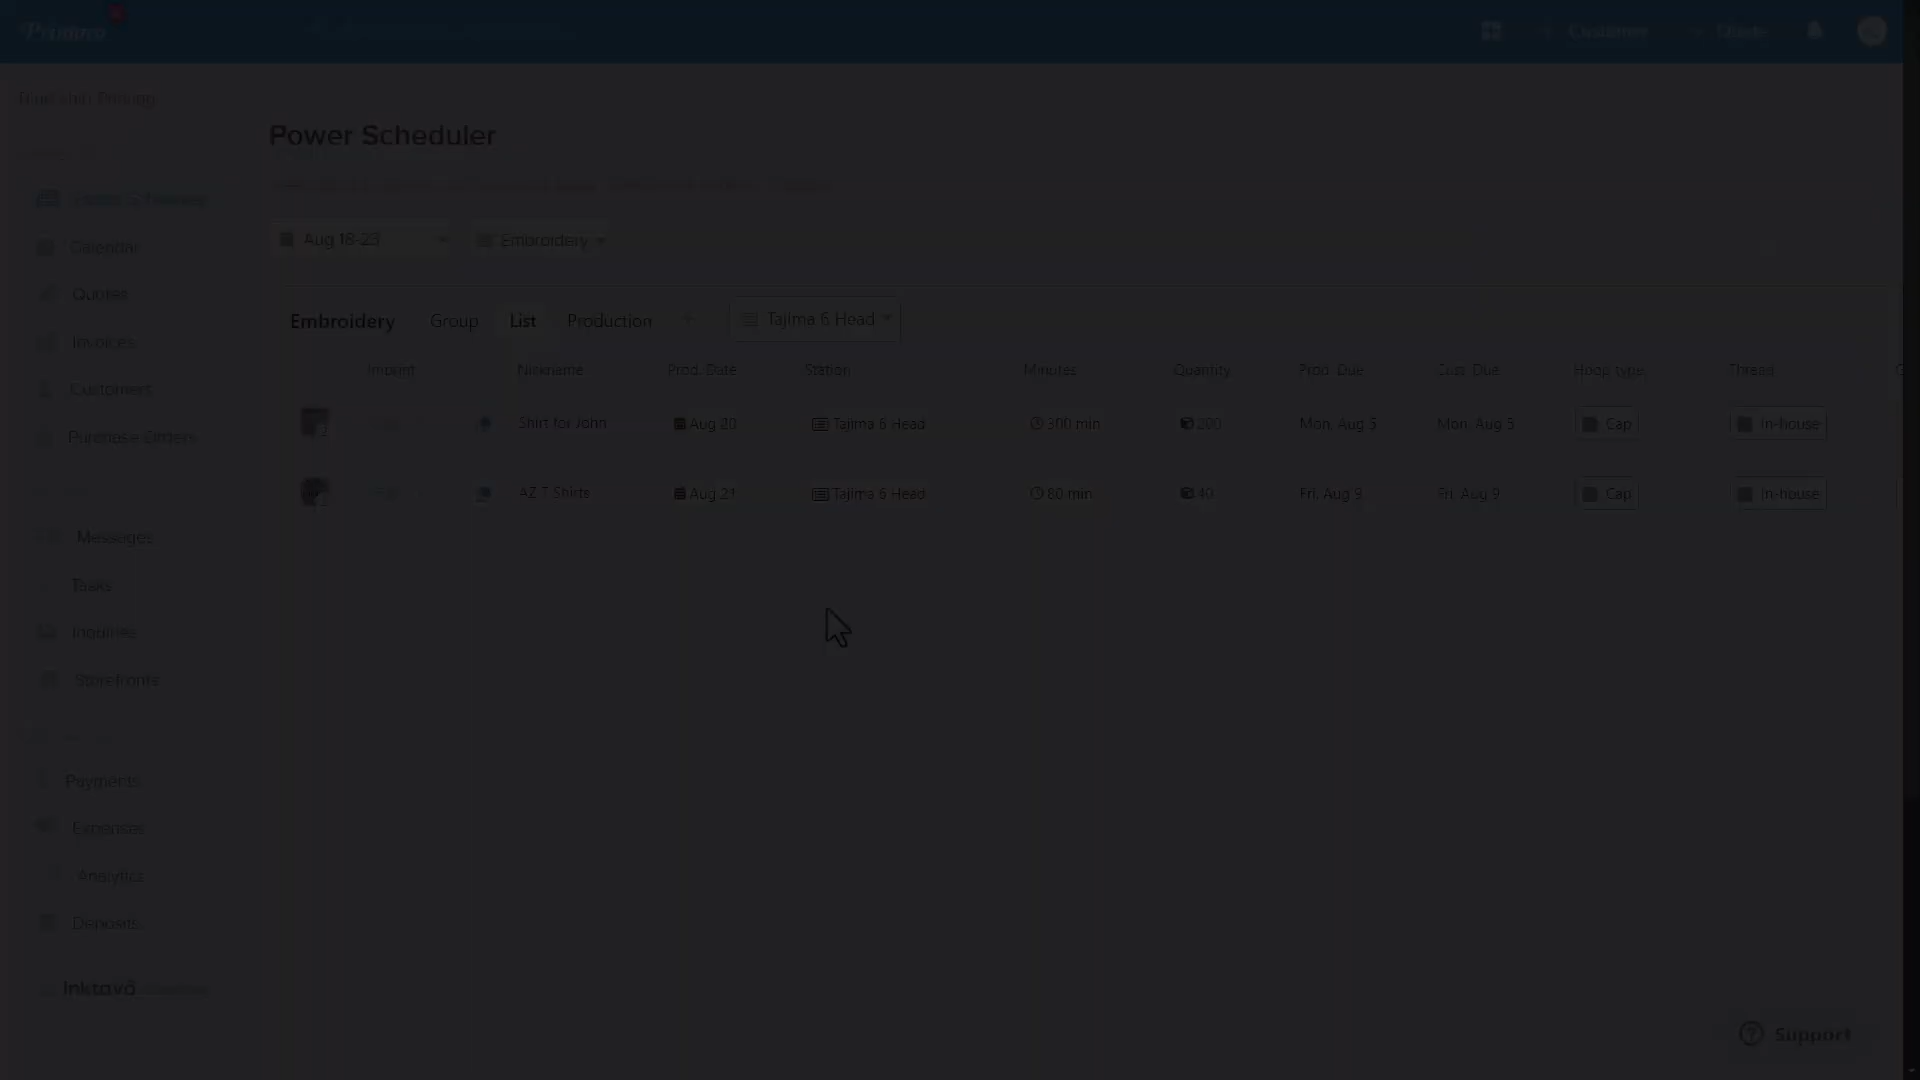 Printavo
Customer
Quote
Power Scheduler
Power Scheduler
Aug 18-23
Embroidery
Calendar
Quotes
Invoices
Customers
Purchase Orders
Embroidery Group List Production + Tajima 6 Head
Imprint Nickname Prod. Date Station Minutes Quantity Prod. Due Cust. Due Hoop type Thread
Shirt for John Aug 20 Tajima 6 Head 300 min 200 Mon, Aug 5 Mon, Aug 5 Cap In-house
AZ T Shirts Aug 21 Tajima 6 Head 80 min 40 Fri, Aug 9 Fri, Aug 9 Cap In-house
Messages
Tasks
Inquiries
Storefronts
Payments
Expenses
Analytics
Deposits
Inktavo
Support